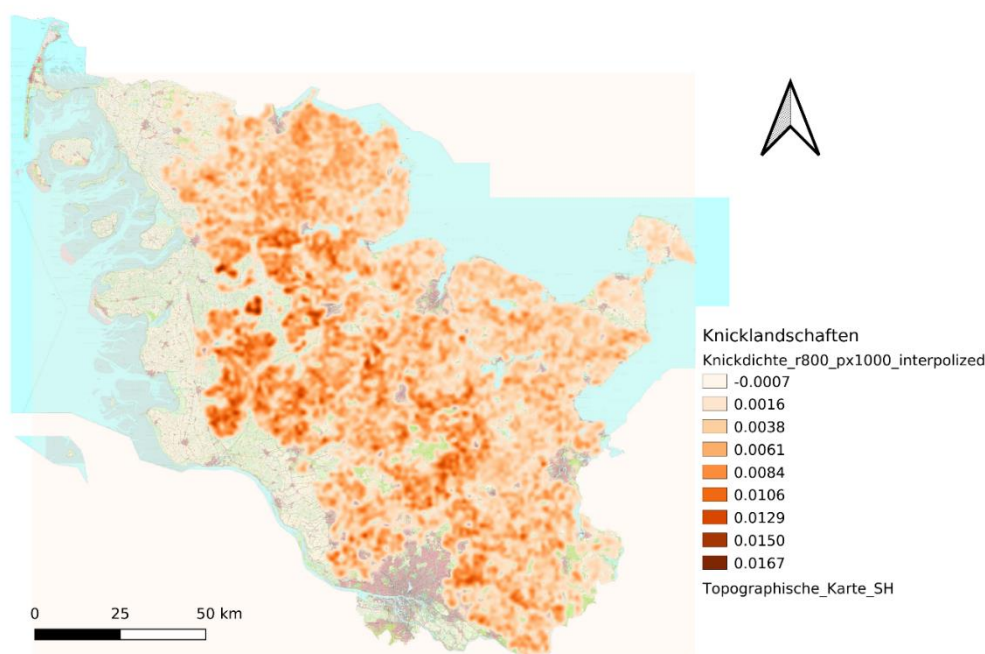 Knicklandschaften
Knickdichte_r800_px1000_interpolized
-0.0007
0.0016
0.0038
0.0061
0.0084
0.0106
0.0129
0.0150
0.0167
Topographische_Karte_SH
0 25 50 km